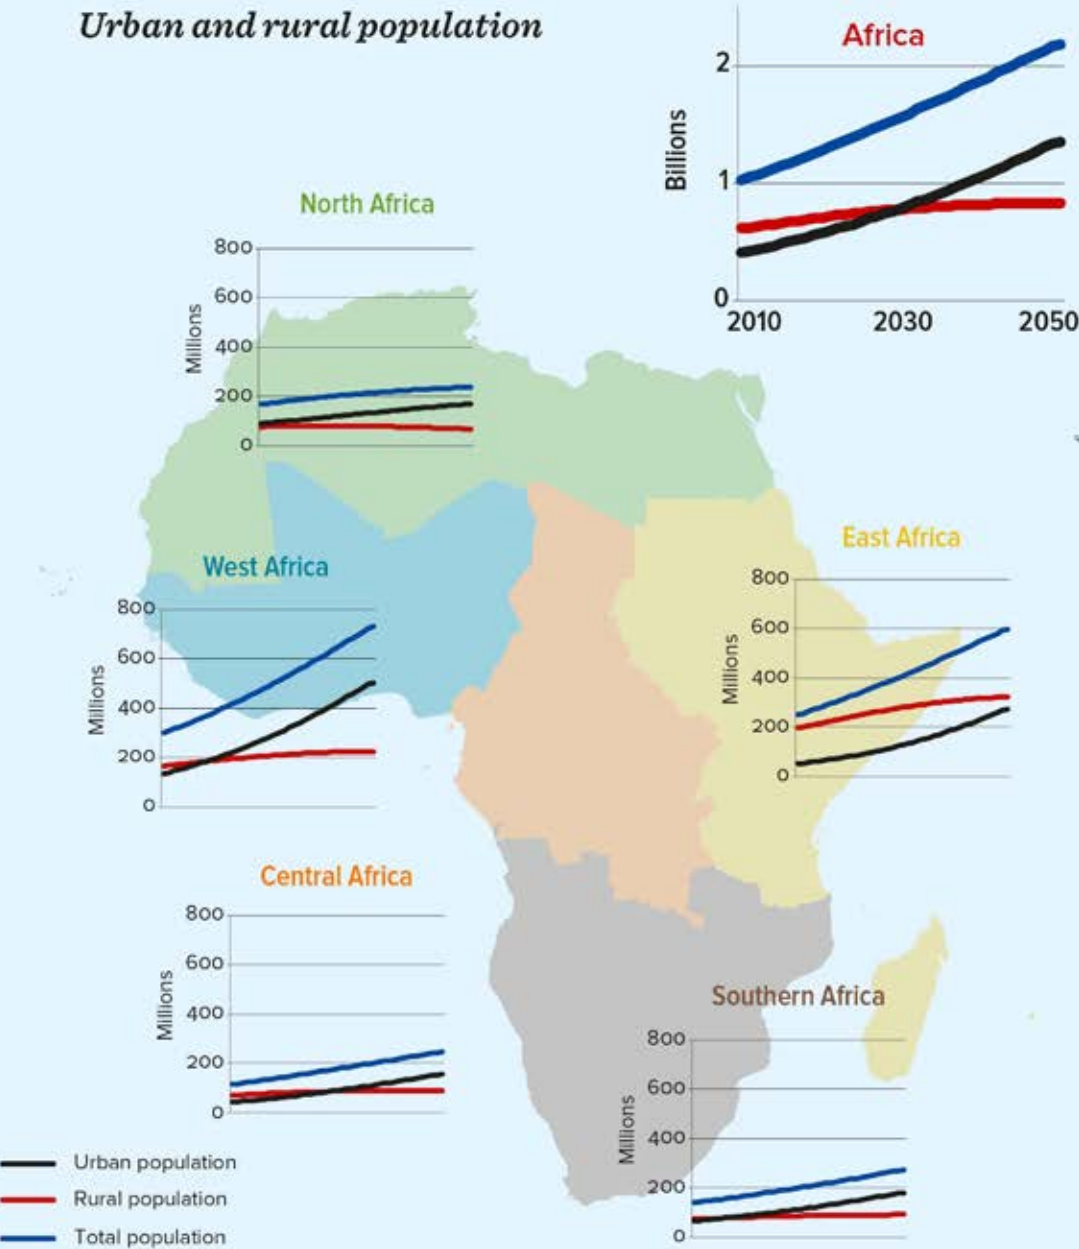 Urban and rural population
Africa
Billions
2
1
0
2010 2030 2050
North Africa
Millions
800
600
400
200
0
West Africa
Millions
800
600
400
200
0
East Africa
Millions
800
600
400
200
0
Central Africa
Millions
800
600
400
200
0
Southern Africa
Millions
800
600
400
200
0
Urban population
Rural population
Total population